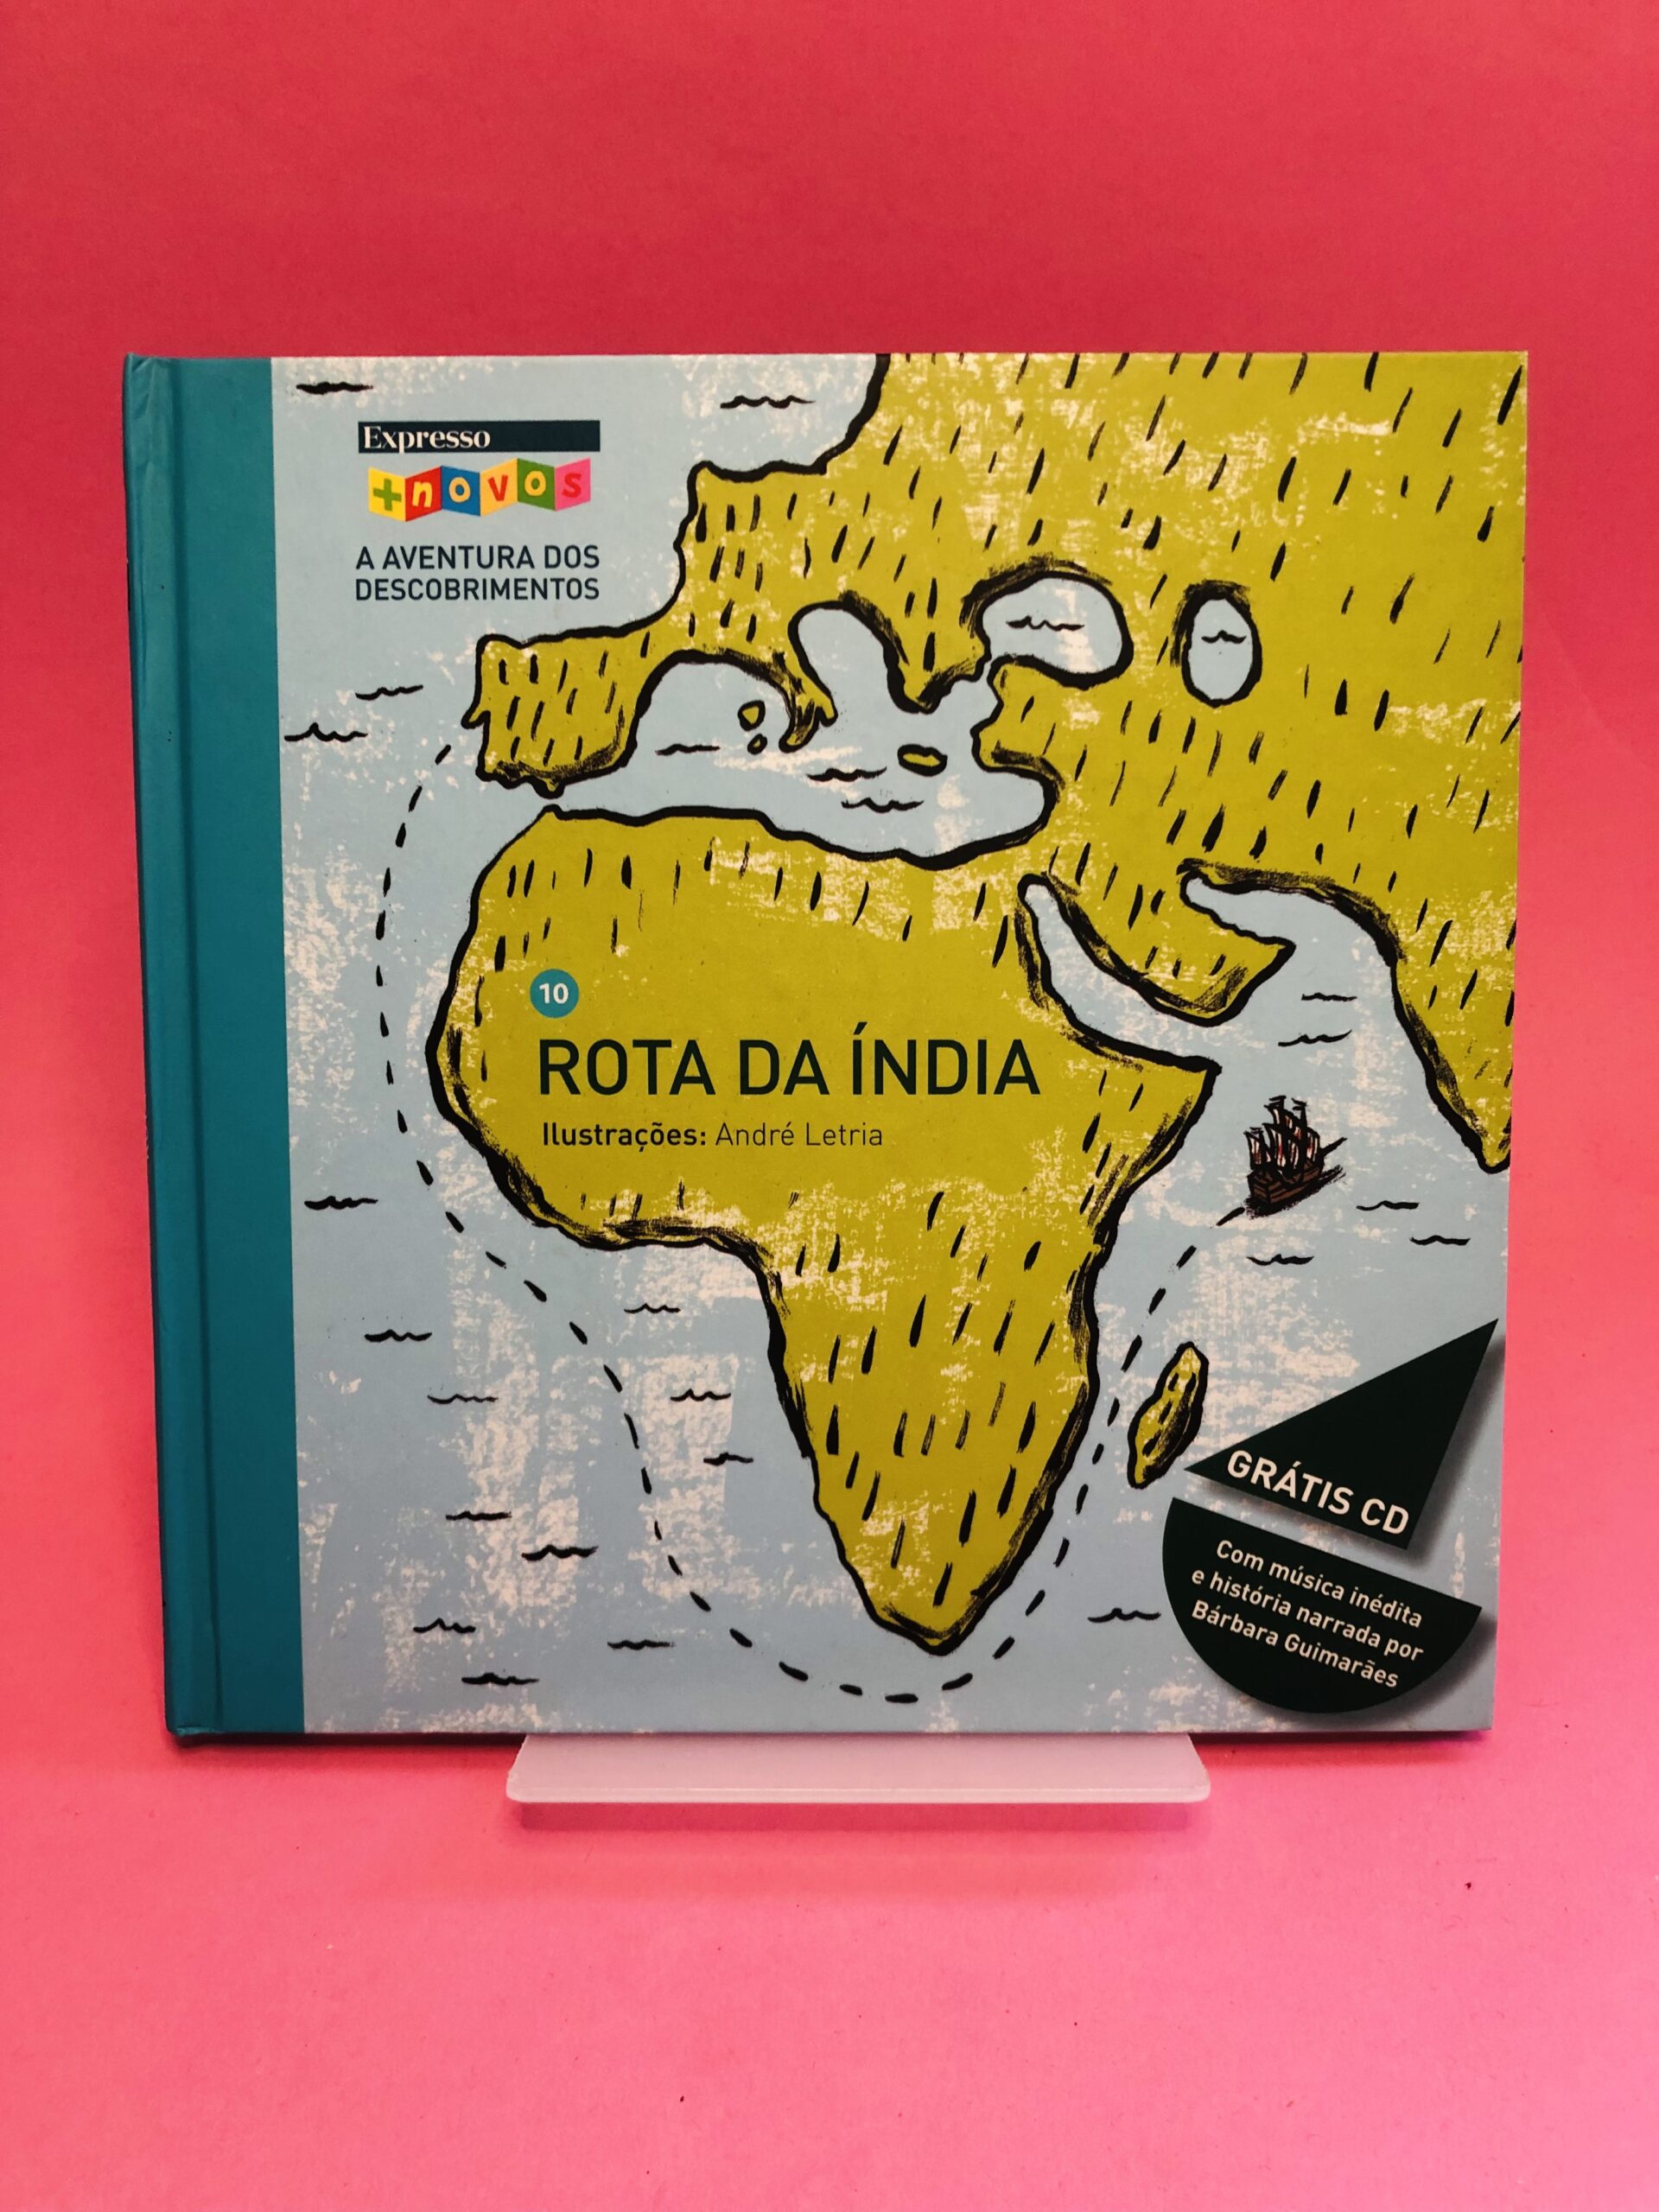 Expresso
+novos
A AVENTURA DOS
DESCOBRIMENTOS
10
ROTA DA ÍNDIA
Ilustrações: André Letria
GRÁTIS CD
Com música inédita
e história narrada por
Bárbara Guimarães